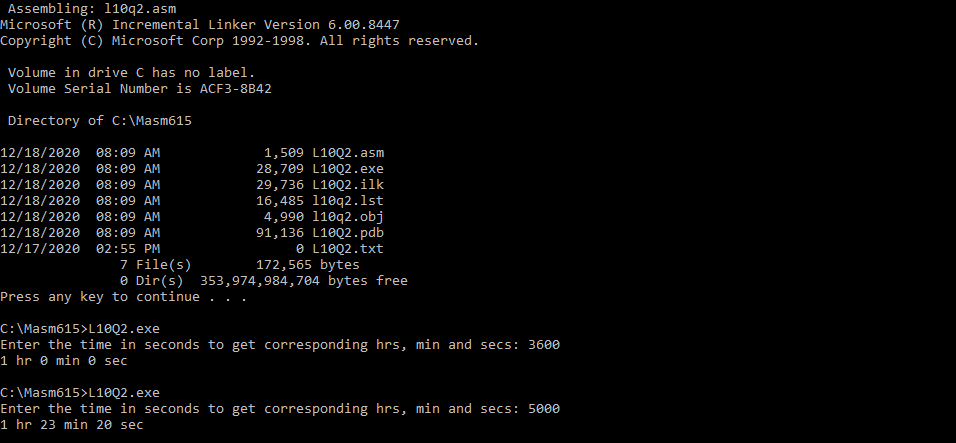 Assembling: l10q2.asm
Microsoft (R) Incremental Linker Version 6.00.8447
Copyright (C) Microsoft Corp 1992-1998. All rights reserved.
Volume in drive C has no label.
Volume Serial Number is ACF3-8B42
Directory of C:\Masm615
12/18/2020  08:09 AM             1,509 L10Q2.asm
12/18/2020  08:09 AM            28,709 L10Q2.exe
12/18/2020  08:09 AM            29,736 L10Q2.ilk
12/18/2020  08:09 AM            16,485 l10q2.lst
12/18/2020  08:09 AM             4,990 l10q2.obj
12/18/2020  08:09 AM            91,136 L10Q2.pdb
12/17/2020  02:55 PM                 0 L10Q2.txt
7 File(s)        172,565 bytes
0 Dir(s)  353,974,984,704 bytes free
Press any key to continue . . .
C:\Masm615>L10Q2.exe
Enter the time in seconds to get corresponding hrs, min and secs: 3600
1 hr 0 min 0 sec
C:\Masm615>L10Q2.exe
Enter the time in seconds to get corresponding hrs, min and secs: 5000
1 hr 23 min 20 sec